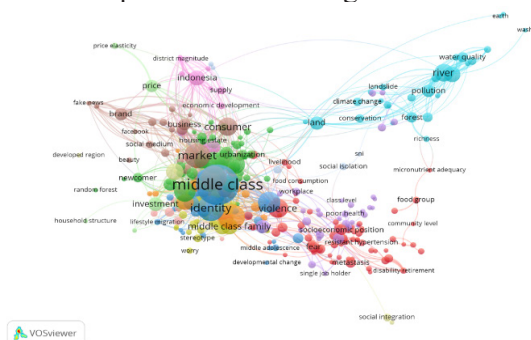 earth
wash
price elasticity
water quality
district magnitude
river
indonesia
fake news
price
supply
landslide
pollution
economic development
climate change
brand
business
consumer
land
conservation
forest
facebook
social medium
housing estate
richness
developed region
beauty
market
urbanization
livelihood
social isolation
micronutrient adequacy
newcomer
food consumption
random forest
middle class
workplace
class level
food group
investment
identity
violence
poor health
household structure
lifestyle migration
socioeconomic position
community level
middle class family
stereotype
fear
resistent hypertension
worry
middle adolescence
developmental change
metastasis
single job holder
disability retirement
social integration
VOSviewer